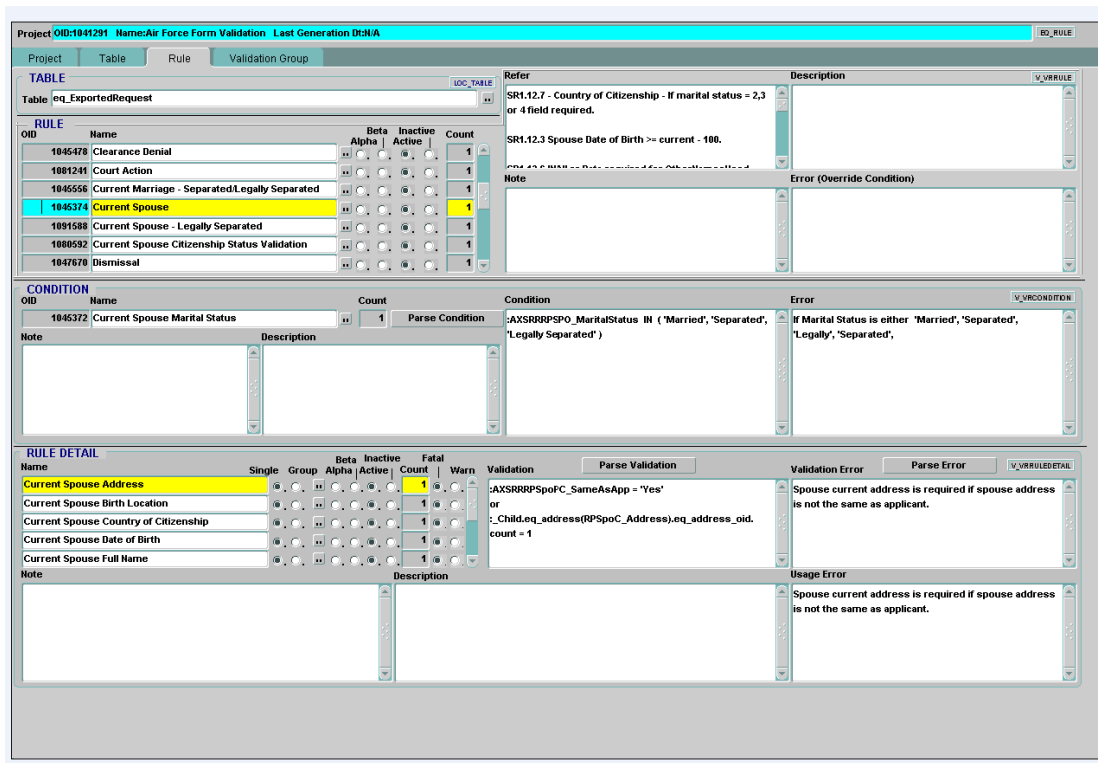 Project OID:1041291 Name:Air Force Form Validation Last Generation Dt:N/A EQ_RULE
Project Table Rule Validation Group
TABLE LOC_TABLE
Table eq_ExportedRequest
RULE
OID Name Alpha | Beta Active | Inactive Count
1045478 Clearance Denial 1
1081241 Court Action 1
1045556 Current Marriage - Separated/Legally Separated 1
1045374 Current Spouse 1
1091588 Current Spouse - Legally Separated 1
1080592 Current Spouse Citizenship Status Validation 1
1047670 Dismissal 1
Refer
SR1.12.7 - Country of Citizenship - If marital status = 2,3
or 4 field required.
SR1.12.3 Spouse Date of Birth >= current - 100.
Description V_VRRULE
Note
Error (Override Condition)
CONDITION
OID Name Count
1045372 Current Spouse Marital Status 1 Parse Condition
Note Description
Condition
:AXSRRRPSPO_MaritalStatus IN ( 'Married', 'Separated',
'Legally Separated' )
Error V_VRCONDITION
If Marital Status is either 'Married', 'Separated',
'Legally', 'Separated',
RULE DETAIL
Name Single Group Alpha | Beta Active | Inactive Count Fatal | Warn
Current Spouse Address 1
Current Spouse Birth Location 1
Current Spouse Country of Citizenship 1
Current Spouse Date of Birth 1
Current Spouse Full Name 1
Validation Parse Validation
:AXSRRRPSpoPC_SameAsApp = 'Yes'
or
:_Child.eq_address(RPSpoC_Address).eq_address_oid.
count = 1
Validation Error Parse Error V_VRRULEDETAIL
Spouse current address is required if spouse address
is not the same as applicant.
Note Description
Usage Error
Spouse current address is required if spouse address
is not the same as applicant.